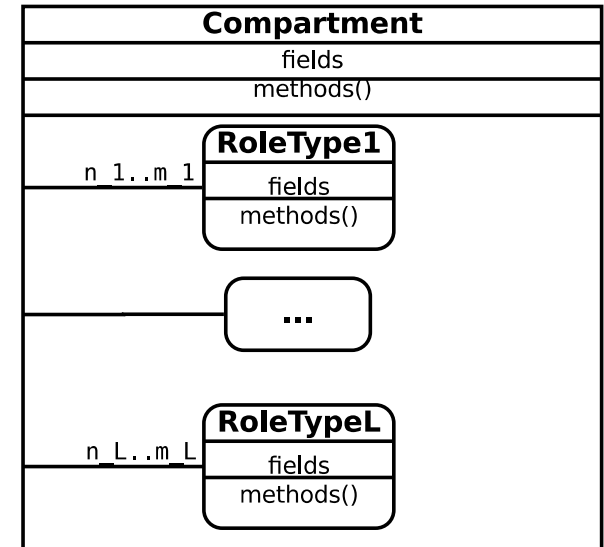 Compartment
fields
methods()
RoleType1
n_1..m_1
fields
methods()
...
RoleTypeL
n_L..m_L
fields
methods()